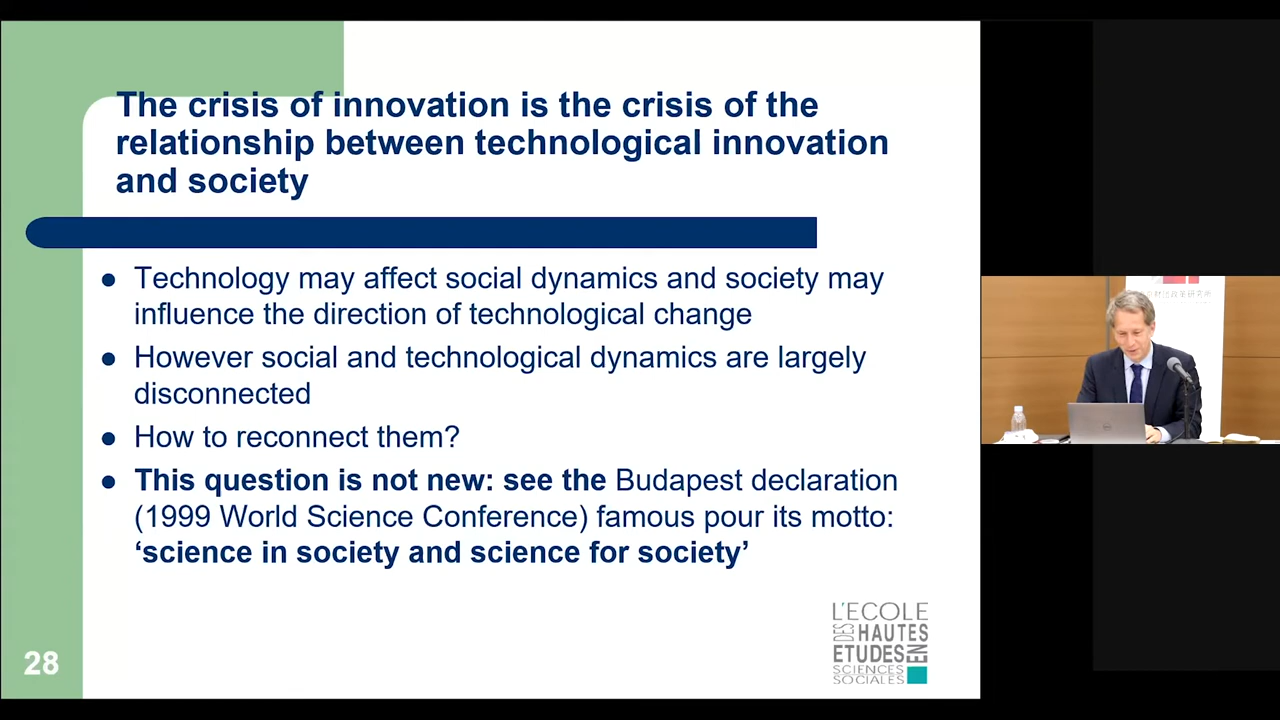 The crisis of innovation is the crisis of the
relationship between technological innovation
and society
● Technology may affect social dynamics and society may
influence the direction of technological change
● However social and technological dynamics are largely
disconnected
● How to reconnect them?
● This question is not new: see the Budapest declaration
(1999 World Science Conference) famous pour its motto:
‘science in society and science for society’
L'ECOLE
DES HAUTES
ETUDES EN
SCIENCES
SOCIALES
28